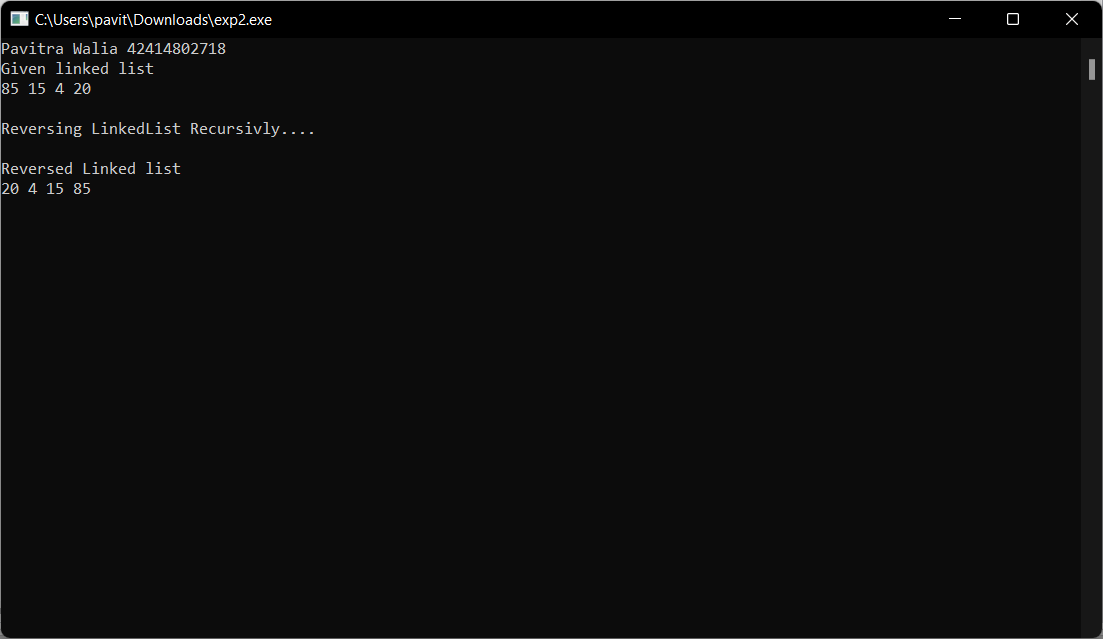 C:\Users\pavit\Downloads\exp2.exe
Pavitra Walia 42414802718
Given linked list
85 15 4 20
Reversing LinkedList Recursivly....
Reversed Linked list
20 4 15 85